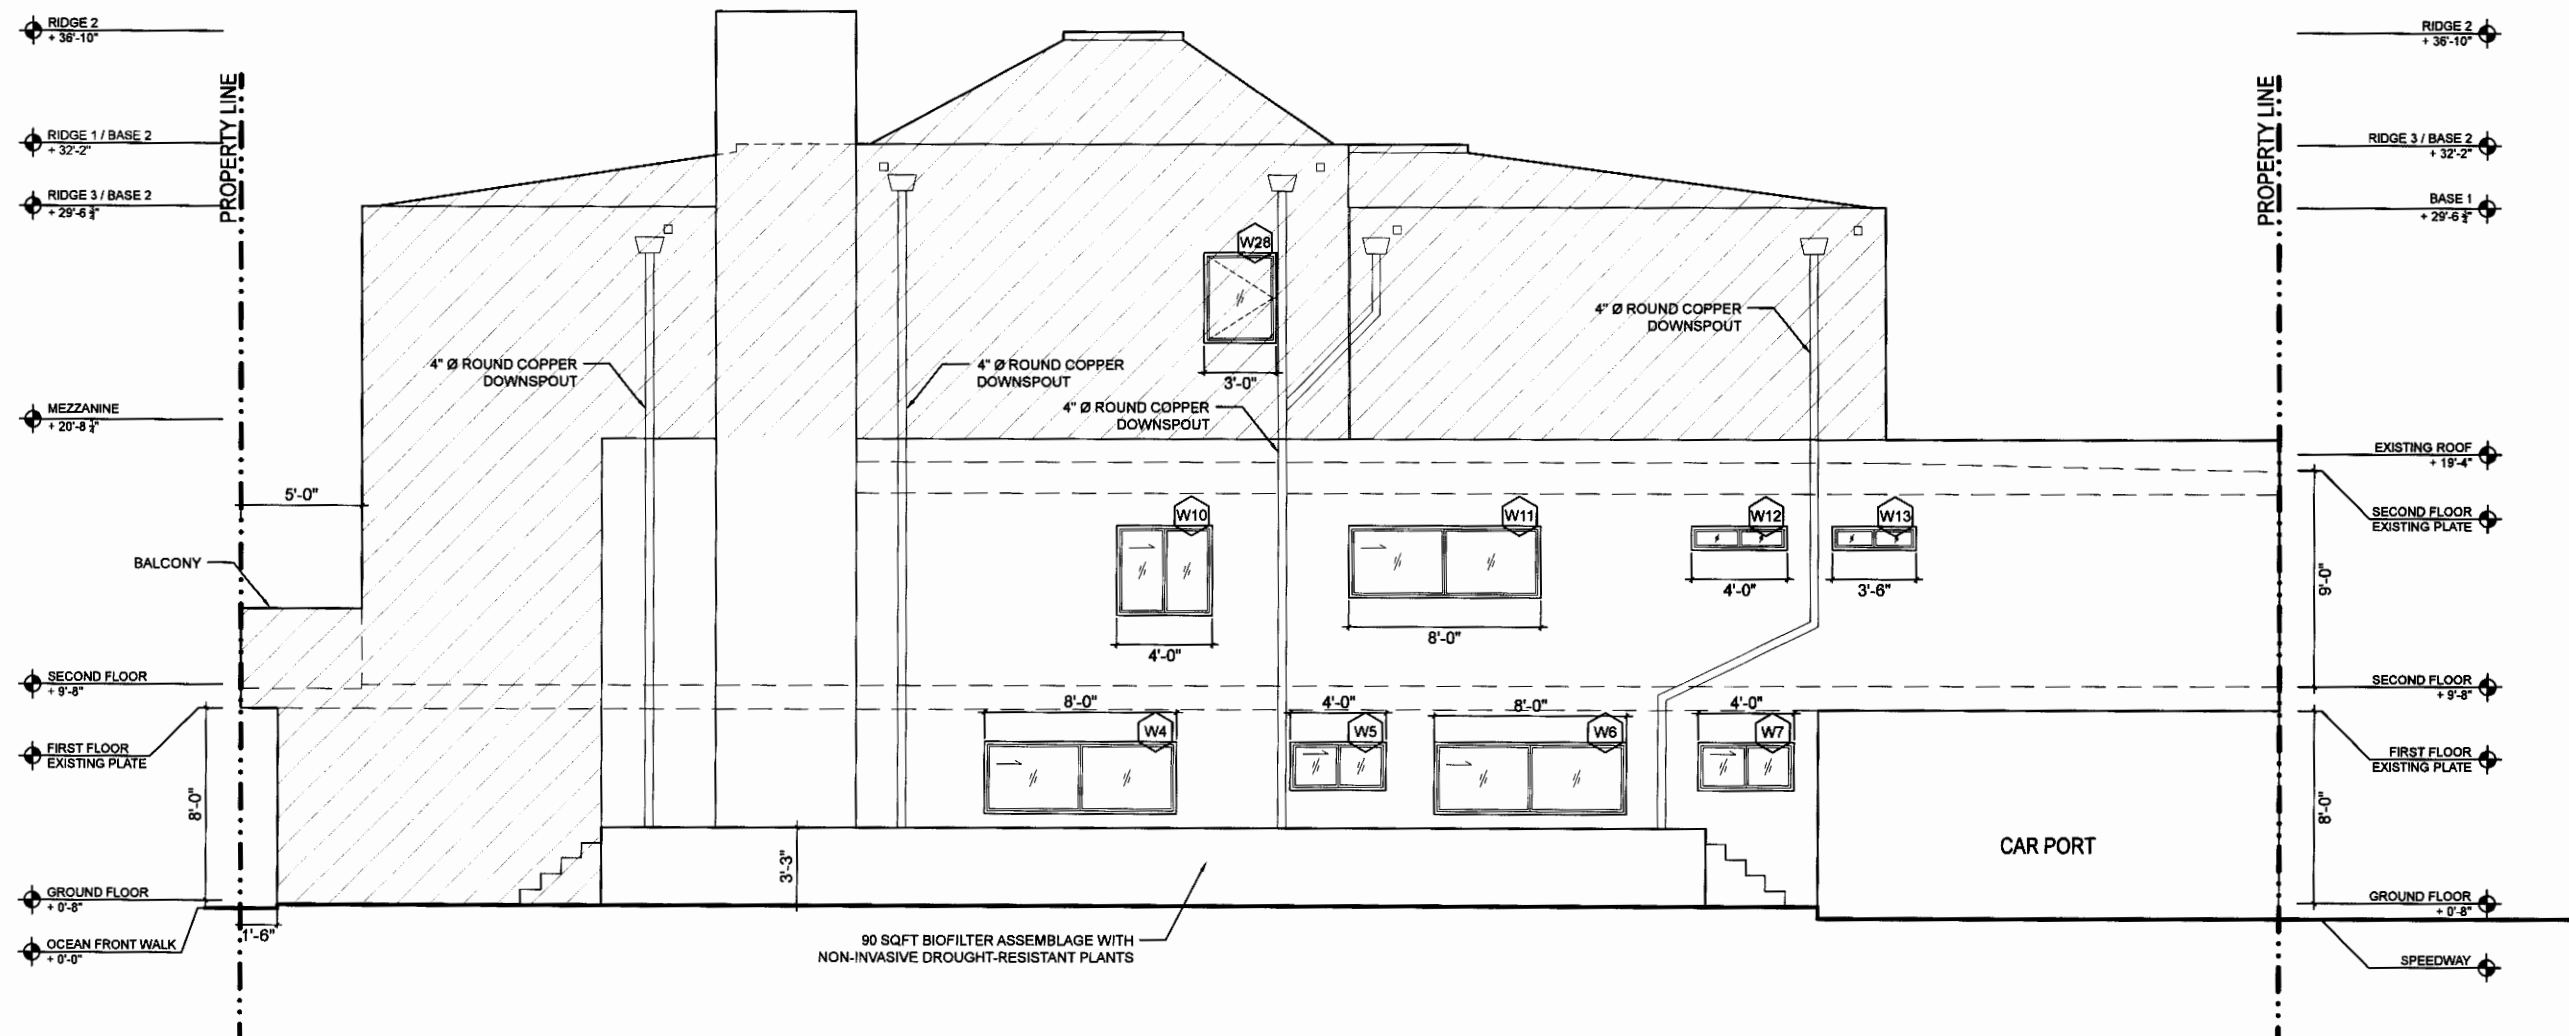 RIDGE 2
+ 36'-10"
RIDGE 1 / BASE 2
+ 32'-2"
RIDGE 3 / BASE 2
+ 29'-6 3/4"
MEZZANINE
+ 20'-8 1/2"
SECOND FLOOR
+ 9'-8"
FIRST FLOOR
EXISTING PLATE
GROUND FLOOR
+ 0'-8"
OCEAN FRONT WALK
+ 0'-0"
PROPERTY LINE
5'-0"
BALCONY
8'-0"
1'-6"
4" Ø ROUND COPPER
DOWNSPOUT
4" Ø ROUND COPPER
DOWNSPOUT
4" Ø ROUND COPPER
DOWNSPOUT
4" Ø ROUND COPPER
DOWNSPOUT
W28
3'-0"
W10
4'-0"
W11
8'-0"
W12
4'-0"
W13
3'-6"
8'-0"
W4
4'-0"
W5
8'-0"
W6
4'-0"
W7
3'-3"
90 SQFT BIOFILTER ASSEMBLAGE WITH
NON-INVASIVE DROUGHT-RESISTANT PLANTS
CAR PORT
PROPERTY LINE
9'-0"
8'-0"
RIDGE 2
+ 36'-10"
RIDGE 3 / BASE 2
+ 32'-2"
BASE 1
+ 29'-6 3/4"
EXISTING ROOF
+ 19'-4"
SECOND FLOOR
EXISTING PLATE
SECOND FLOOR
+ 9'-8"
FIRST FLOOR
EXISTING PLATE
GROUND FLOOR
+ 0'-8"
SPEEDWAY